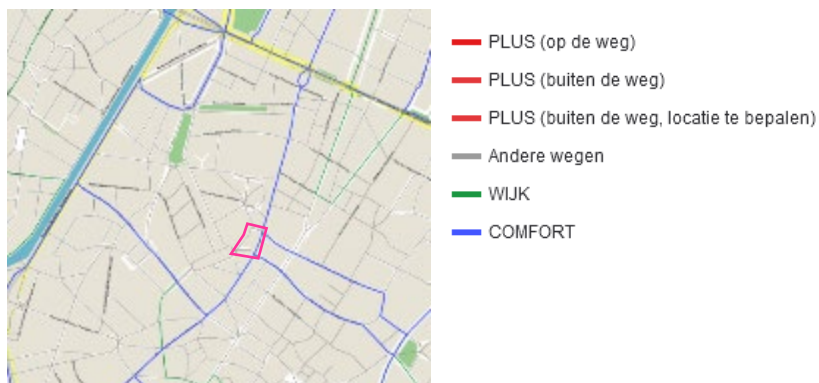 PLUS (op de weg)
PLUS (buiten de weg)
PLUS (buiten de weg, locatie te bepalen)
Andere wegen
WIJK
COMFORT